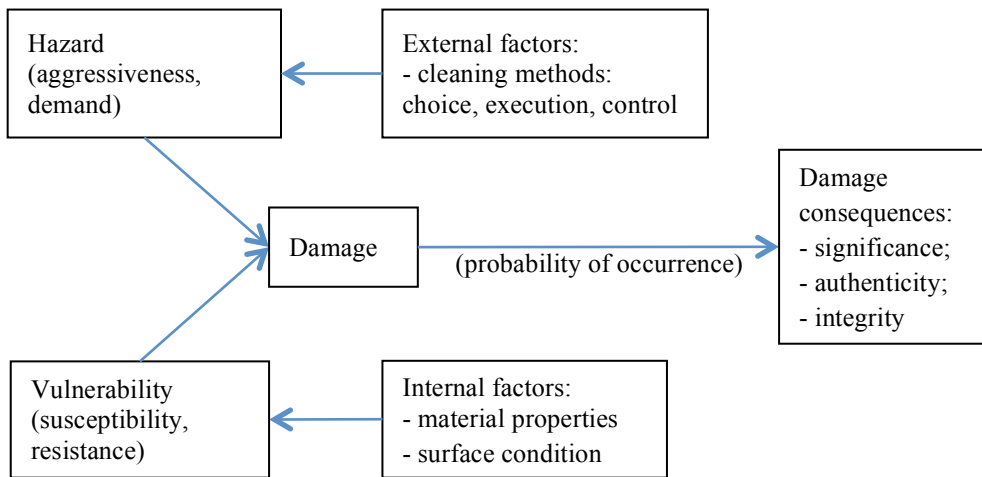 Hazard
(aggressiveness,
demand)
External factors:
- cleaning methods:
choice, execution, control
Damage
(probability of occurrence)
Damage
consequences:
- significance;
- authenticity;
- integrity
Vulnerability
(susceptibility,
resistance)
Internal factors:
- material properties
- surface condition